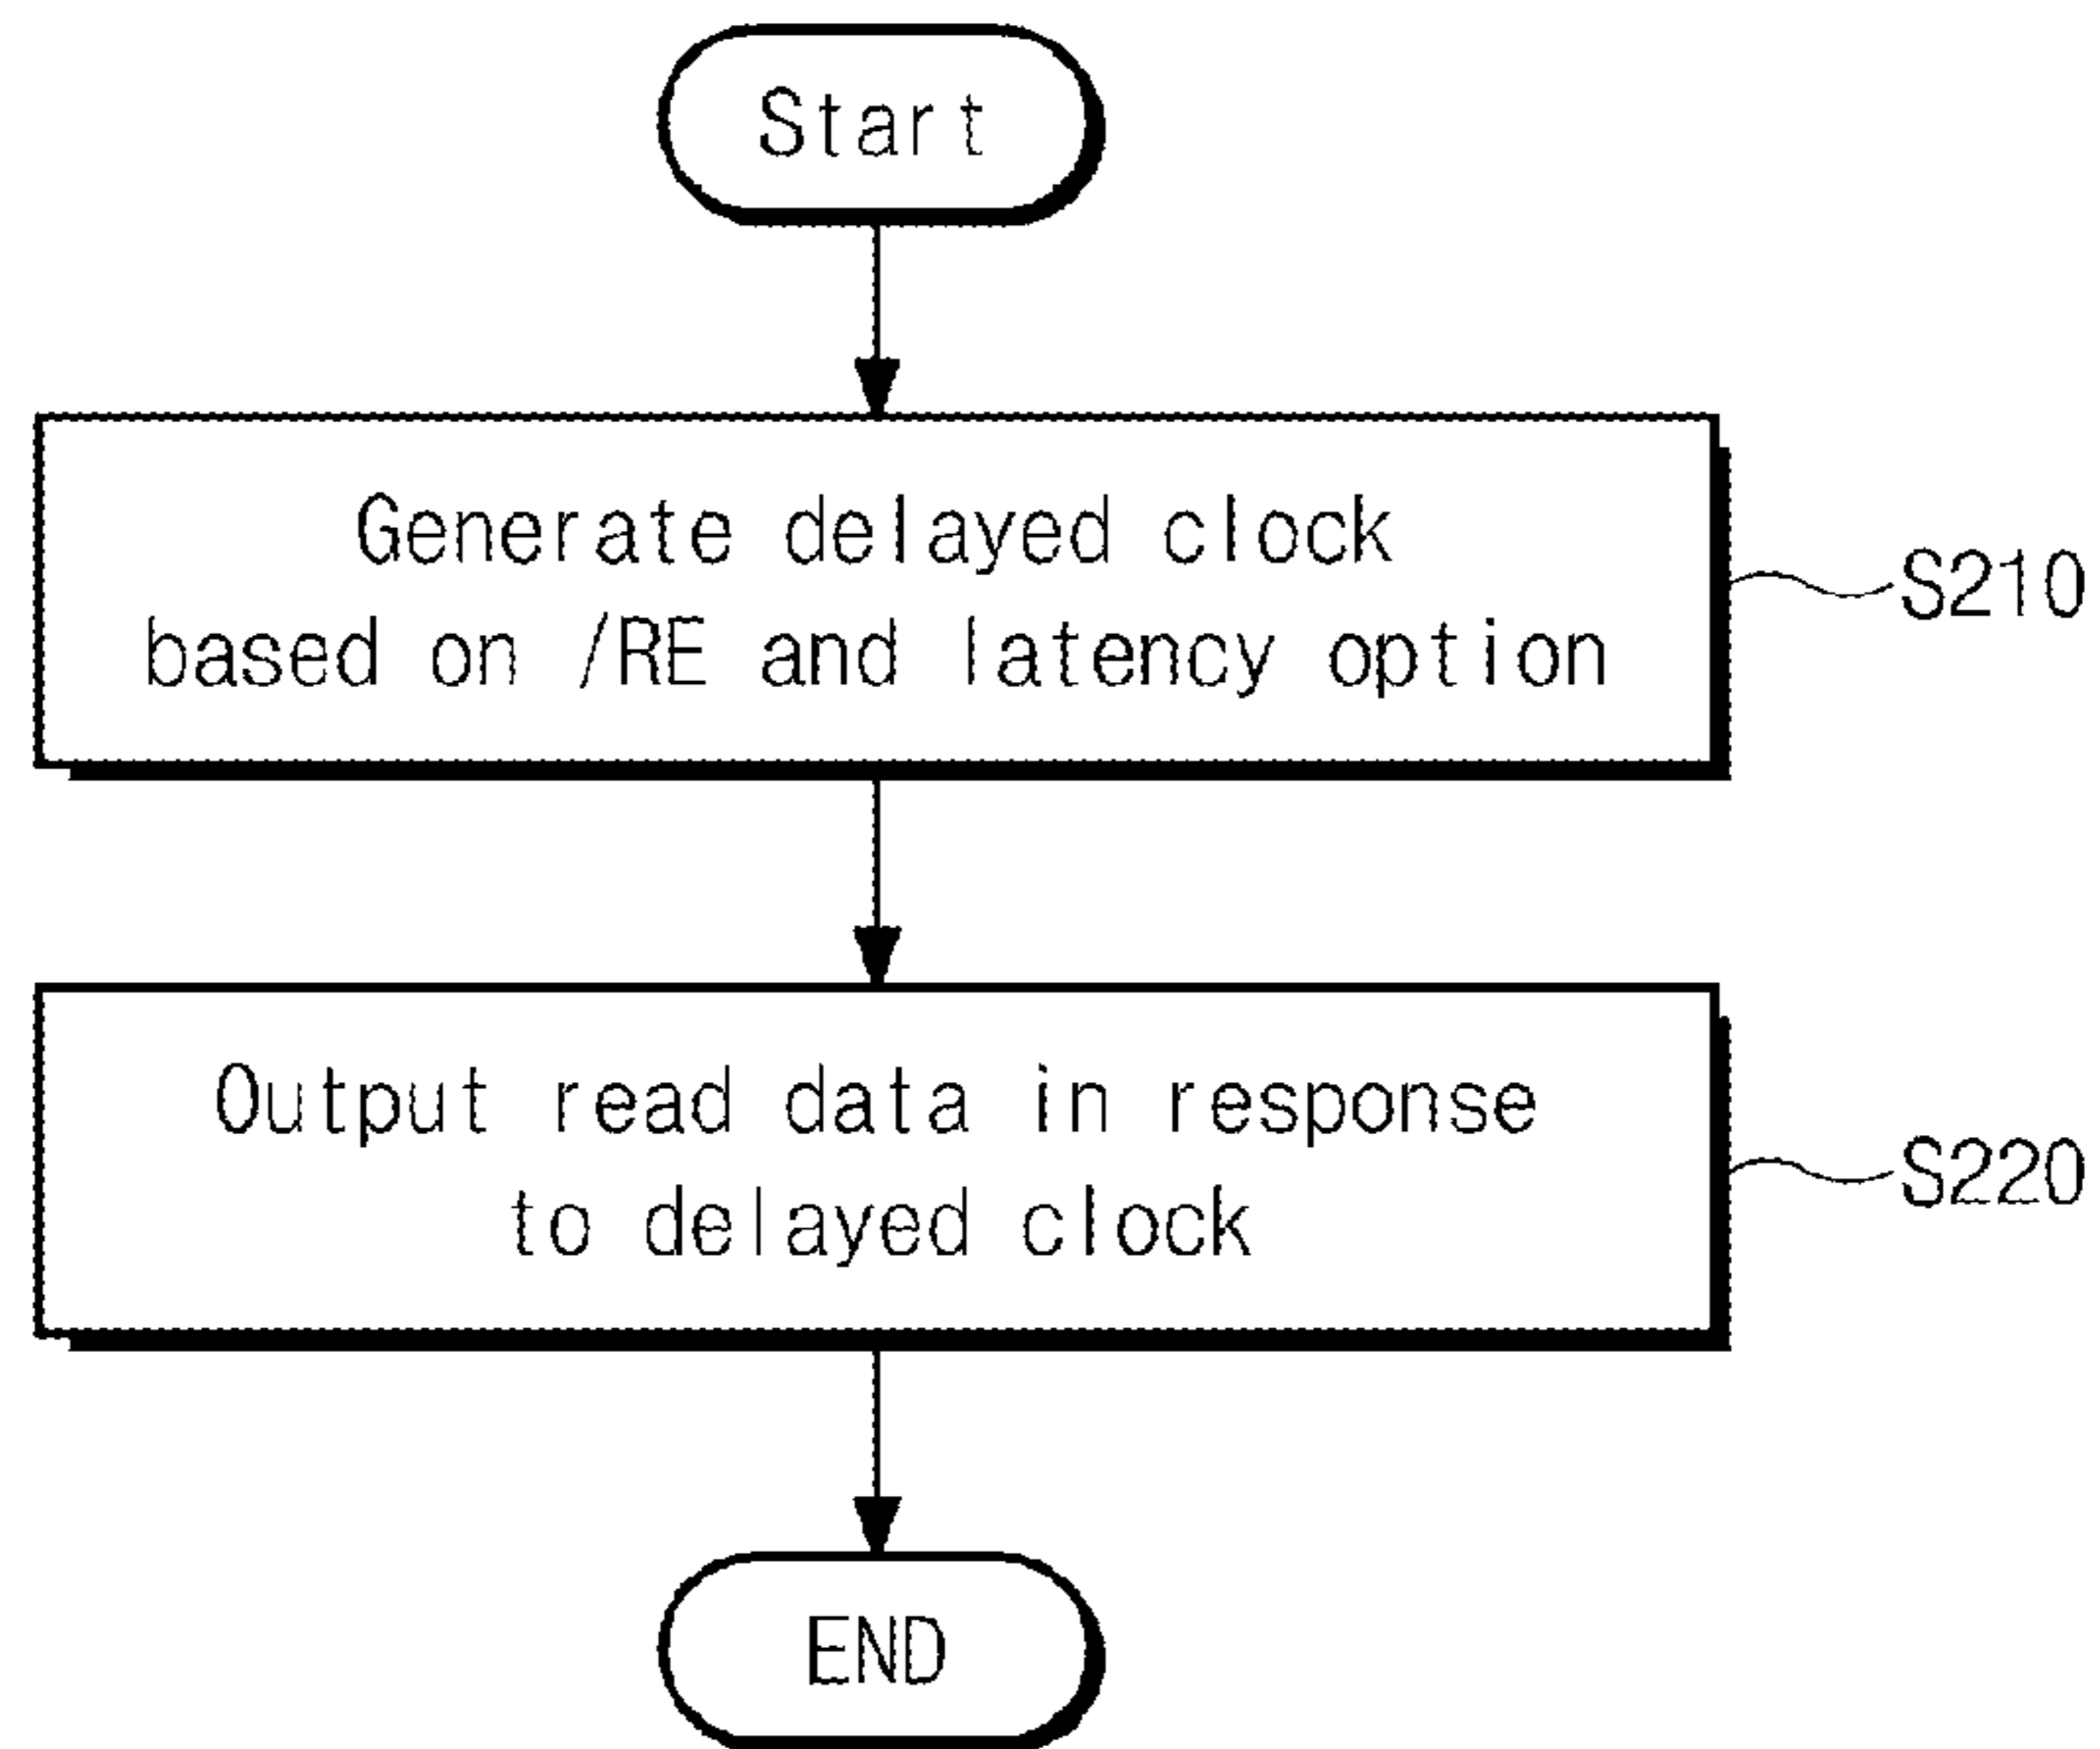 Start
Generate delayed clock
based on /RE and latency option
S210
Output read data in response
to delayed clock
S220
END